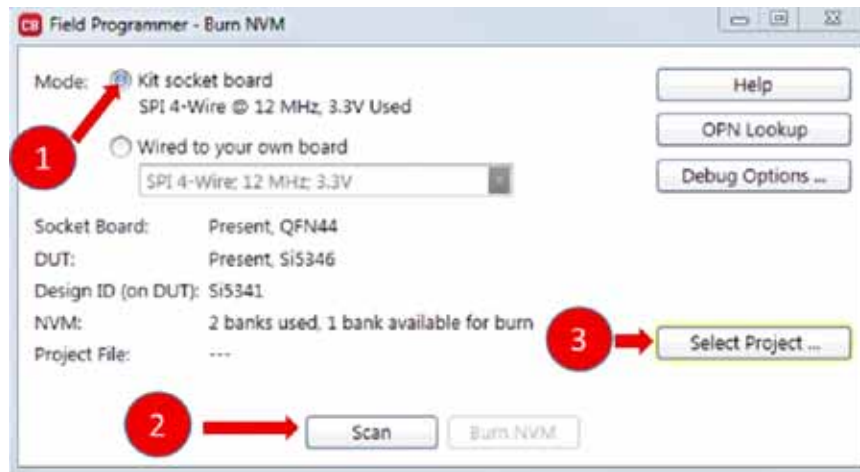 CB Field Programmer - Burn NVM
Mode: Kit socket board
SPI 4-Wire @ 12 MHz, 3.3V Used
Wired to your own board
SPI 4-Wire; 12 MHz; 3.3V
Help
OPN Lookup
Debug Options ...
1
Socket Board: Present, QFN44
DUT: Present, Si5346
Design ID (on DUT): Si5341
NVM: 2 banks used, 1 bank available for burn
Project File: ---
3
Select Project ...
2
Scan
Burn NVM